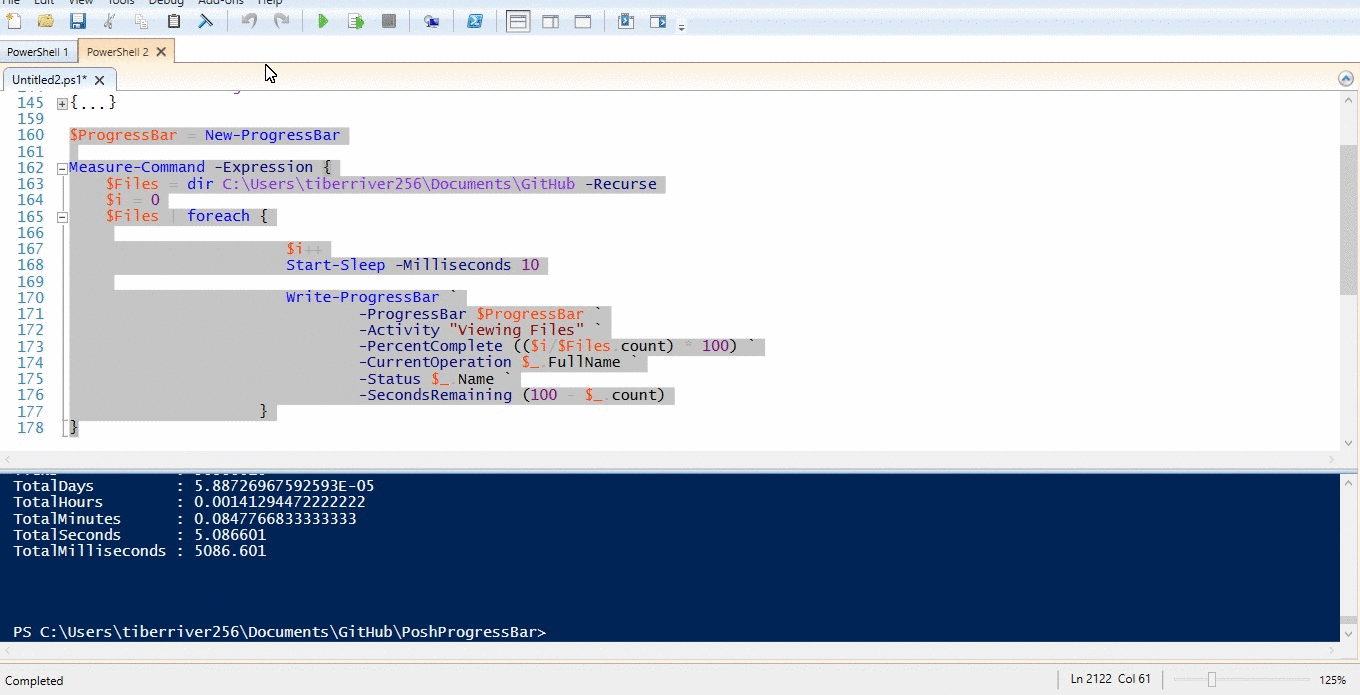 File Edit View Tools Debug Add-ons Help
PowerShell 1 PowerShell 2
Untitled2.ps1*
145 {...}
159
160 $ProgressBar = New-ProgressBar
161
162 Measure-Command -Expression {
163 $Files = dir C:\Users\tiberriver256\Documents\GitHub -Recurse
164 $i = 0
165 $Files | foreach {
166
167 $i++
168 Start-Sleep -Milliseconds 10
169
170 Write-ProgressBar `
171 -ProgressBar $ProgressBar `
172 -Activity "Viewing Files" `
173 -PercentComplete (($i/$Files.count) * 100) `
174 -CurrentOperation $_.FullName `
175 -Status $_.Name `
176 -SecondsRemaining (100 - $_.count)
177 }
178 }
TotalDays : 5.88726967592593E-05
TotalHours : 0.00141294472222222
TotalMinutes : 0.0847766833333333
TotalSeconds : 5.086601
TotalMilliseconds : 5086.601
PS C:\Users\tiberriver256\Documents\GitHub\PoshProgressBar>
Completed
Ln 2122 Col 61
125%